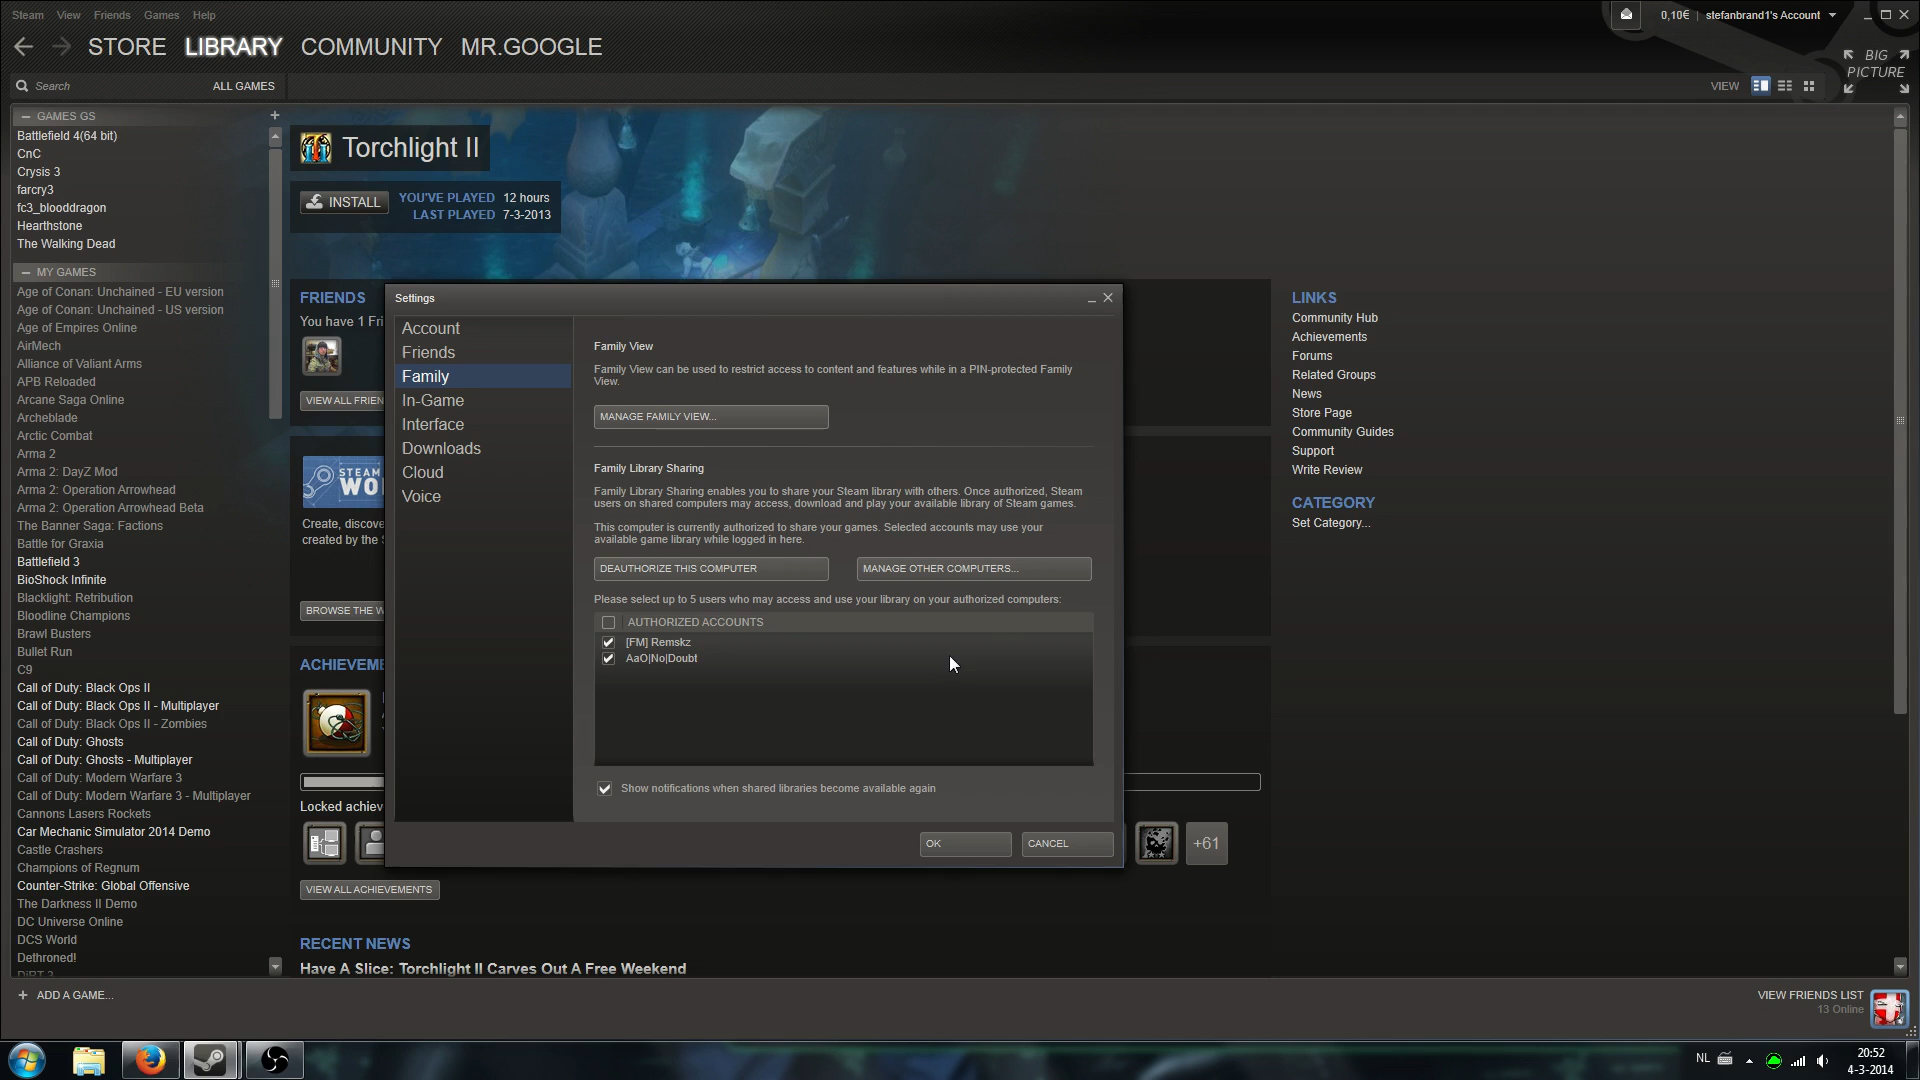 Steam View Friends Games Help
0,10€ stefanbrand1's Account
STORE LIBRARY COMMUNITY MR.GOOGLE
BIG PICTURE
Search ALL GAMES
VIEW
GAMES GS
Battlefield 4(64 bit)
CnC
Crysis 3
farcry3
fc3_blooddragon
Hearthstone
The Walking Dead
MY GAMES
Age of Conan: Unchained - EU version
Age of Conan: Unchained - US version
Age of Empires Online
AirMech
Alliance of Valiant Arms
APB Reloaded
Arcane Saga Online
Archeblade
Arctic Combat
Arma 2
Arma 2: DayZ Mod
Arma 2: Operation Arrowhead
Arma 2: Operation Arrowhead Beta
The Banner Saga: Factions
Battle for Graxia
Battlefield 3
BioShock Infinite
Blacklight: Retribution
Bloodline Champions
Brawl Busters
Bullet Run
C9
Call of Duty: Black Ops II
Call of Duty: Black Ops II - Multiplayer
Call of Duty: Black Ops II - Zombies
Call of Duty: Ghosts
Call of Duty: Ghosts - Multiplayer
Call of Duty: Modern Warfare 3
Call of Duty: Modern Warfare 3 - Multiplayer
Cannons Lasers Rockets
Car Mechanic Simulator 2014 Demo
Castle Crashers
Champions of Regnum
Counter-Strike: Global Offensive
The Darkness II Demo
DC Universe Online
DCS World
Dethroned!
DiRT 3
+ ADD A GAME...
Torchlight II
INSTALL
YOU'VE PLAYED 12 hours
LAST PLAYED 7-3-2013
FRIENDS
You have 1 Fri
VIEW ALL FRIEN
STEAM
WO
Create, discove
created by the S
BROWSE THE W
ACHIEVEME
Locked achiev
+61
VIEW ALL ACHIEVEMENTS
RECENT NEWS
Have A Slice: Torchlight II Carves Out A Free Weekend
Settings
Account
Friends
Family
In-Game
Interface
Downloads
Cloud
Voice
Family View
Family View can be used to restrict access to content and features while in a PIN-protected Family
View.
MANAGE FAMILY VIEW...
Family Library Sharing
Family Library Sharing enables you to share your Steam library with others. Once authorized, Steam
users on shared computers may access, download and play your available library of Steam games.
This computer is currently authorized to share your games. Selected accounts may use your
available game library while logged in here.
DEAUTHORIZE THIS COMPUTER MANAGE OTHER COMPUTERS...
Please select up to 5 users who may access and use your library on your authorized computers:
AUTHORIZED ACCOUNTS
[FM] Remskz
AaO|No|Doubt
Show notifications when shared libraries become available again
OK CANCEL
LINKS
Community Hub
Achievements
Forums
Related Groups
News
Store Page
Community Guides
Support
Write Review
CATEGORY
Set Category...
VIEW FRIENDS LIST
13 Online
NL
20:52
4-3-2014